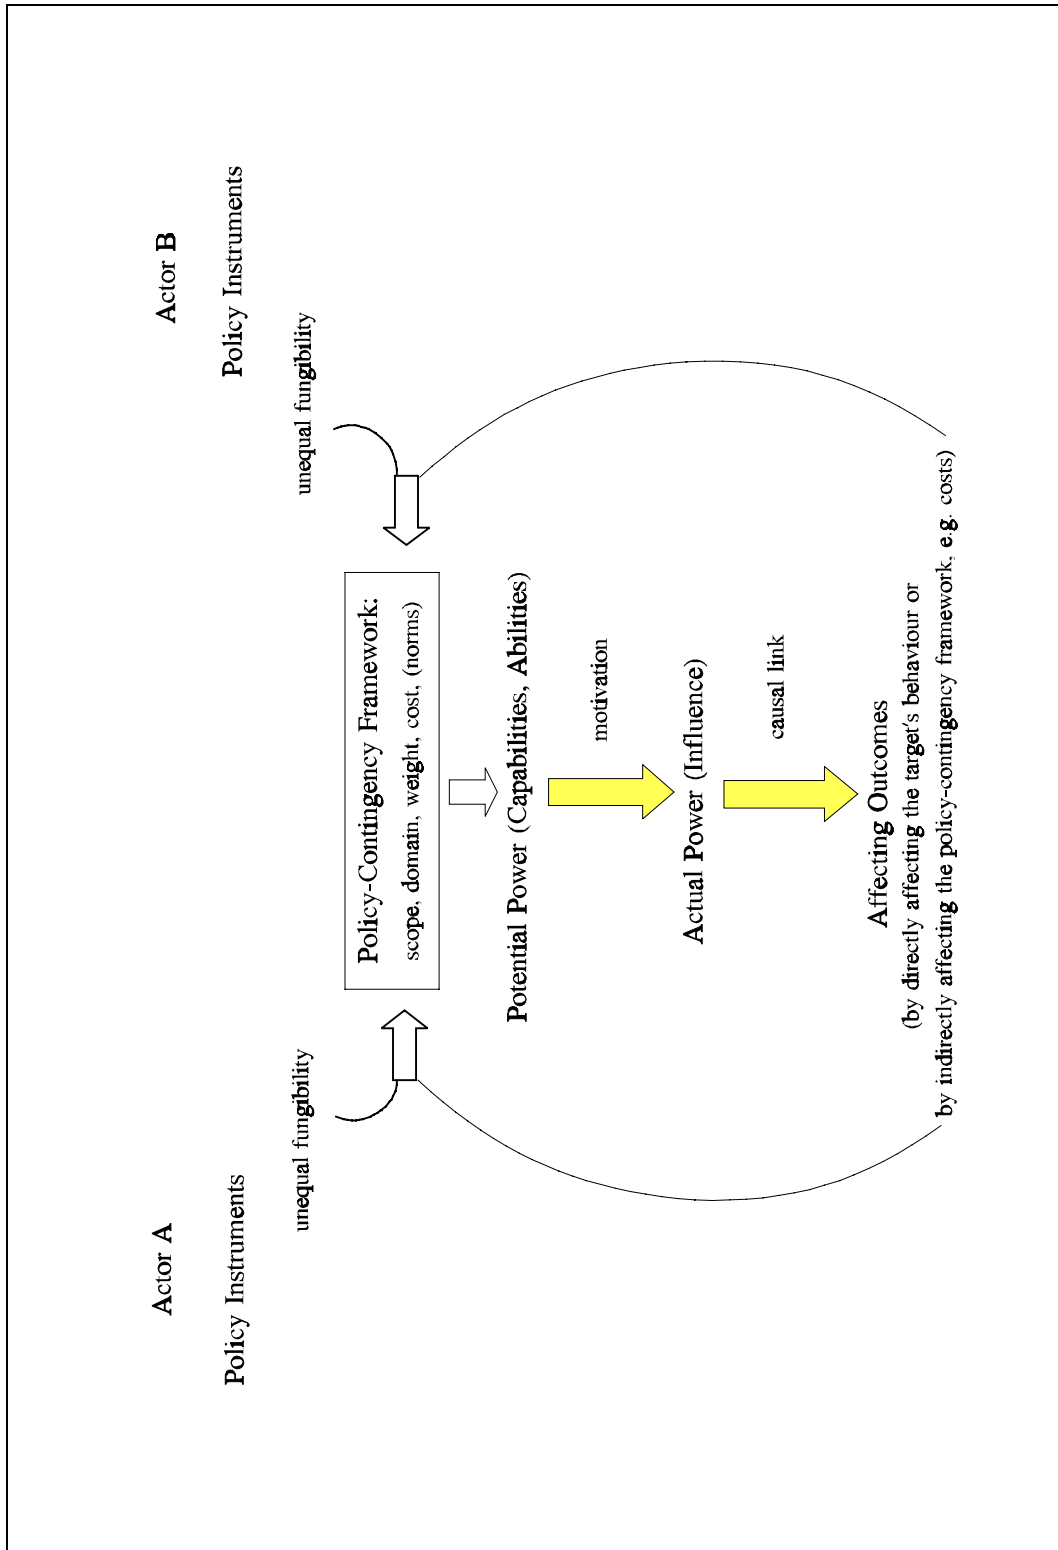 Actor A
Actor B
Policy Instruments
Policy Instruments
unequal fungibility
unequal fungibility
Policy-Contingency Framework:
scope, domain, weight, cost, (norms)
Potential Power (Capabilities, Abilities)
motivation
Actual Power (Influence)
causal link
Affecting Outcomes
(by directly affecting the target's behaviour or
by indirectly affecting the policy-contingency framework, e.g. costs)